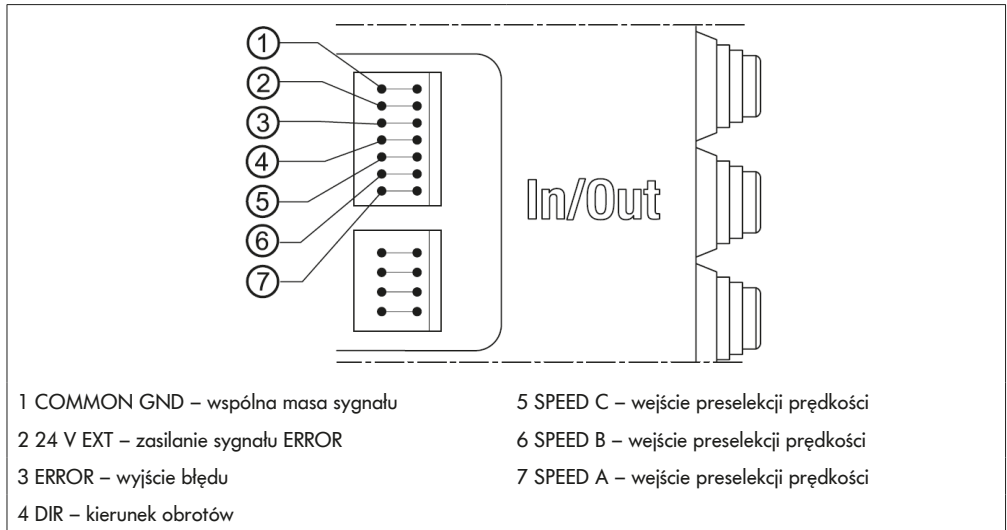 1
2
3
4
5
6
7
In/Out
1 COMMON GND – wspólna masa sygnału
2 24 V EXT – zasilanie sygnału ERROR
3 ERROR – wyjście błędu
4 DIR – kierunek obrotów
5 SPEED C – wejście preselekcji prędkości
6 SPEED B – wejście preselekcji prędkości
7 SPEED A – wejście preselekcji prędkości